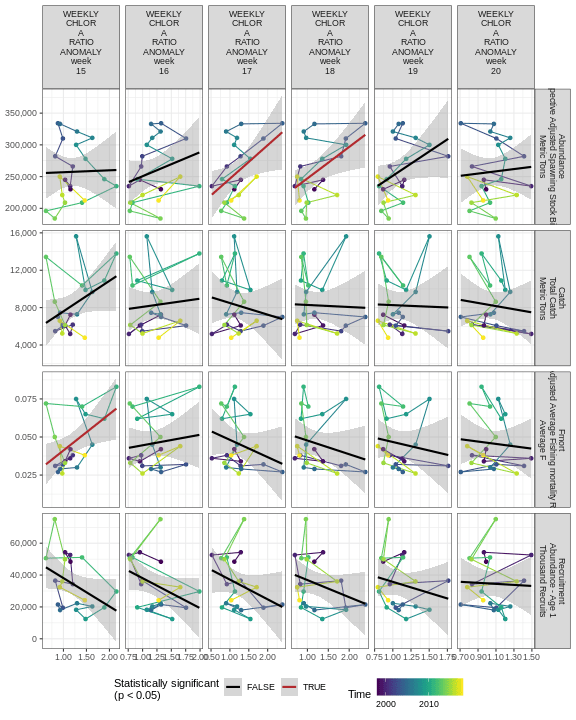 WEEKLY
CHLOR
A
RATIO
ANOMALY
week
15
WEEKLY
CHLOR
A
RATIO
ANOMALY
week
16
WEEKLY
CHLOR
A
RATIO
ANOMALY
week
17
WEEKLY
CHLOR
A
RATIO
ANOMALY
week
18
WEEKLY
CHLOR
A
RATIO
ANOMALY
week
19
WEEKLY
CHLOR
A
RATIO
ANOMALY
week
20
350,000
300,000
250,000
200,000
Abundance
pective Adjusted Spawning Stock Bi
Metric Tons
16,000
12,000
8,000
4,000
Catch
Total Catch
Metric Tons
0.075
0.050
0.025
Fmort
djusted Average Fishing mortality R
Average F
60,000
40,000
20,000
0
Recruitment
Abundance - Age 1
Thousand Recruits
1.00 1.50 2.00
0.75 1.00 1.25 1.50 1.75 2.00
0.50 1.00 1.50 2.00
1.00 1.50 2.00
0.75 1.00 1.25 1.50 1.75
0.70 0.90 1.10 1.30 1.50
Statistically significant
(p < 0.05)
FALSE
TRUE
Time
2000
2010